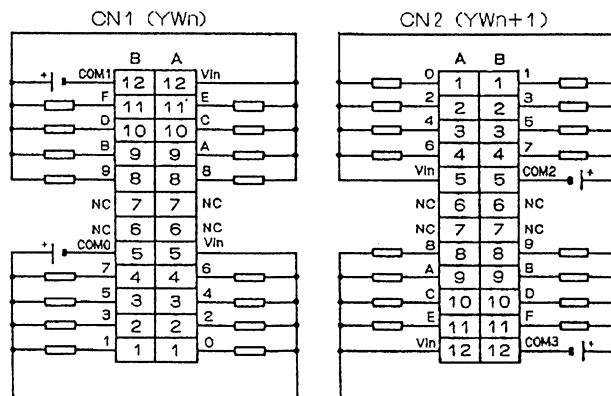 CN1 (YWn)
B A
+ COM1 12 12 Vin
F 11 11 E
D 10 10 C
B 9 9 A
9 8 8 8
NC 7 7 NC
NC 6 6 NC
+ COM0 5 5 Vin
7 4 4 6
5 3 3 4
3 2 2 2
1 1 1 0
CN2 (YWn+1)
A B
0 1 1 1
2 2 2 3
4 3 3 5
6 4 4 7
Vin 5 5 COM2 +
NC 6 6 NC
NC 7 7 NC
8 8 8 9
A 9 9 B
C 10 10 D
E 11 11 F
Vin 12 12 COM3 +